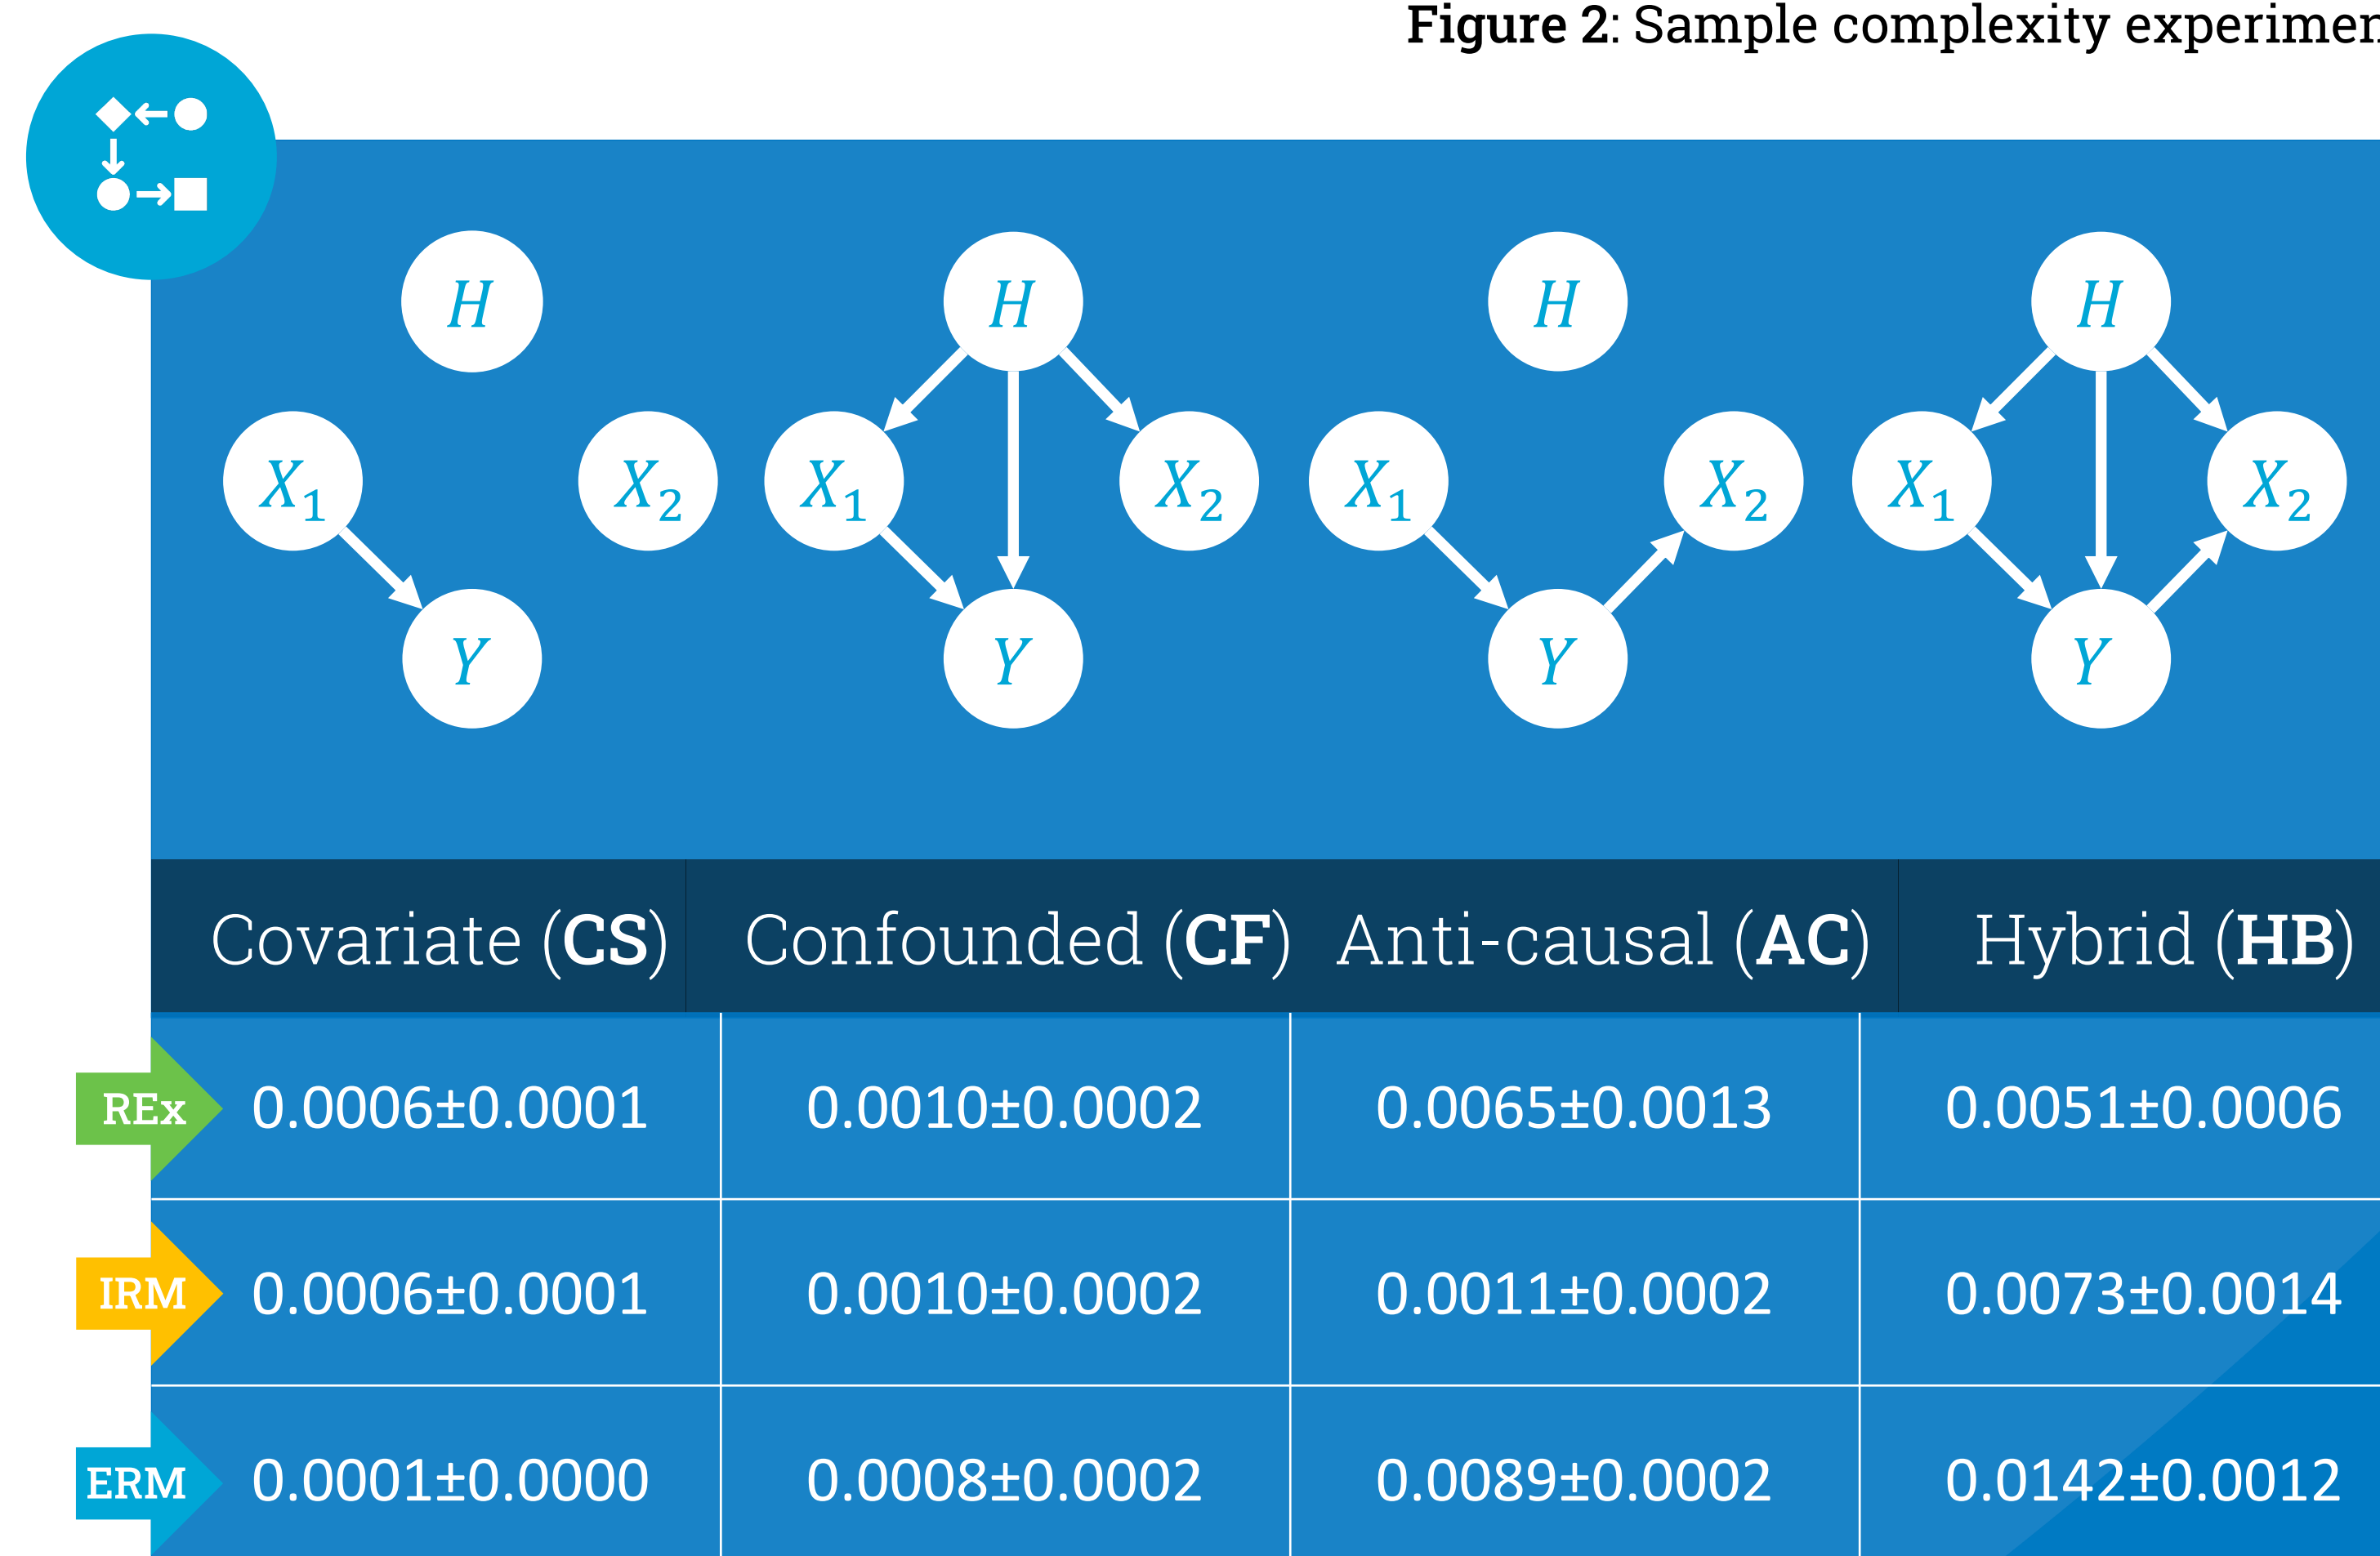 Figure 2: Sample complexity
H H H H
X1 X2 X1 X2 X1 X2 X1 X2
Y Y Y Y
Covariate (CS) Confounded (CF) Anti-causal (AC) Hybrid (HB)
REx 0.0006±0.0001 0.0010±0.0002 0.0065±0.0013 0.0051±0.0006
IRM 0.0006±0.0001 0.0010±0.0002 0.0011±0.0002 0.0073±0.0014
ERM 0.0001±0.0000 0.0008±0.0002 0.0089±0.0002 0.0142±0.0012